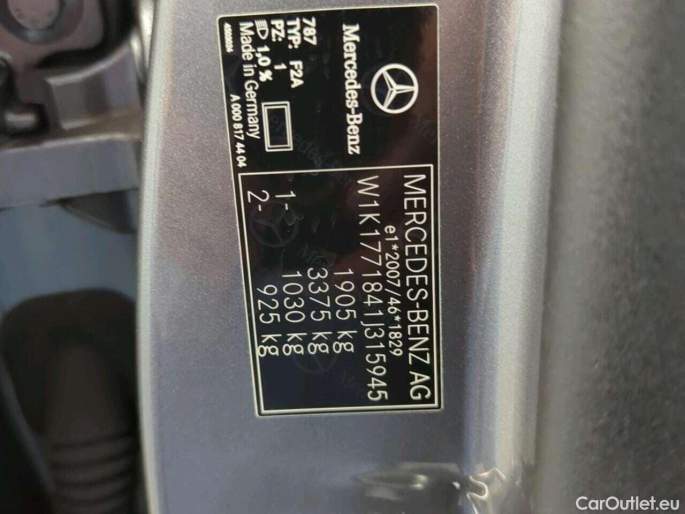 MERCEDES-BENZ AG
e1*2007/46*1829
W1K1771841J315945
1905 kg
3375 kg
1- 1030 kg
2- 925 kg
Mercedes-Benz
787
TYP: F2A
PZ: 1
1,0 %
Made in Germany
A 000 817 44 04
CarOutlet.eu